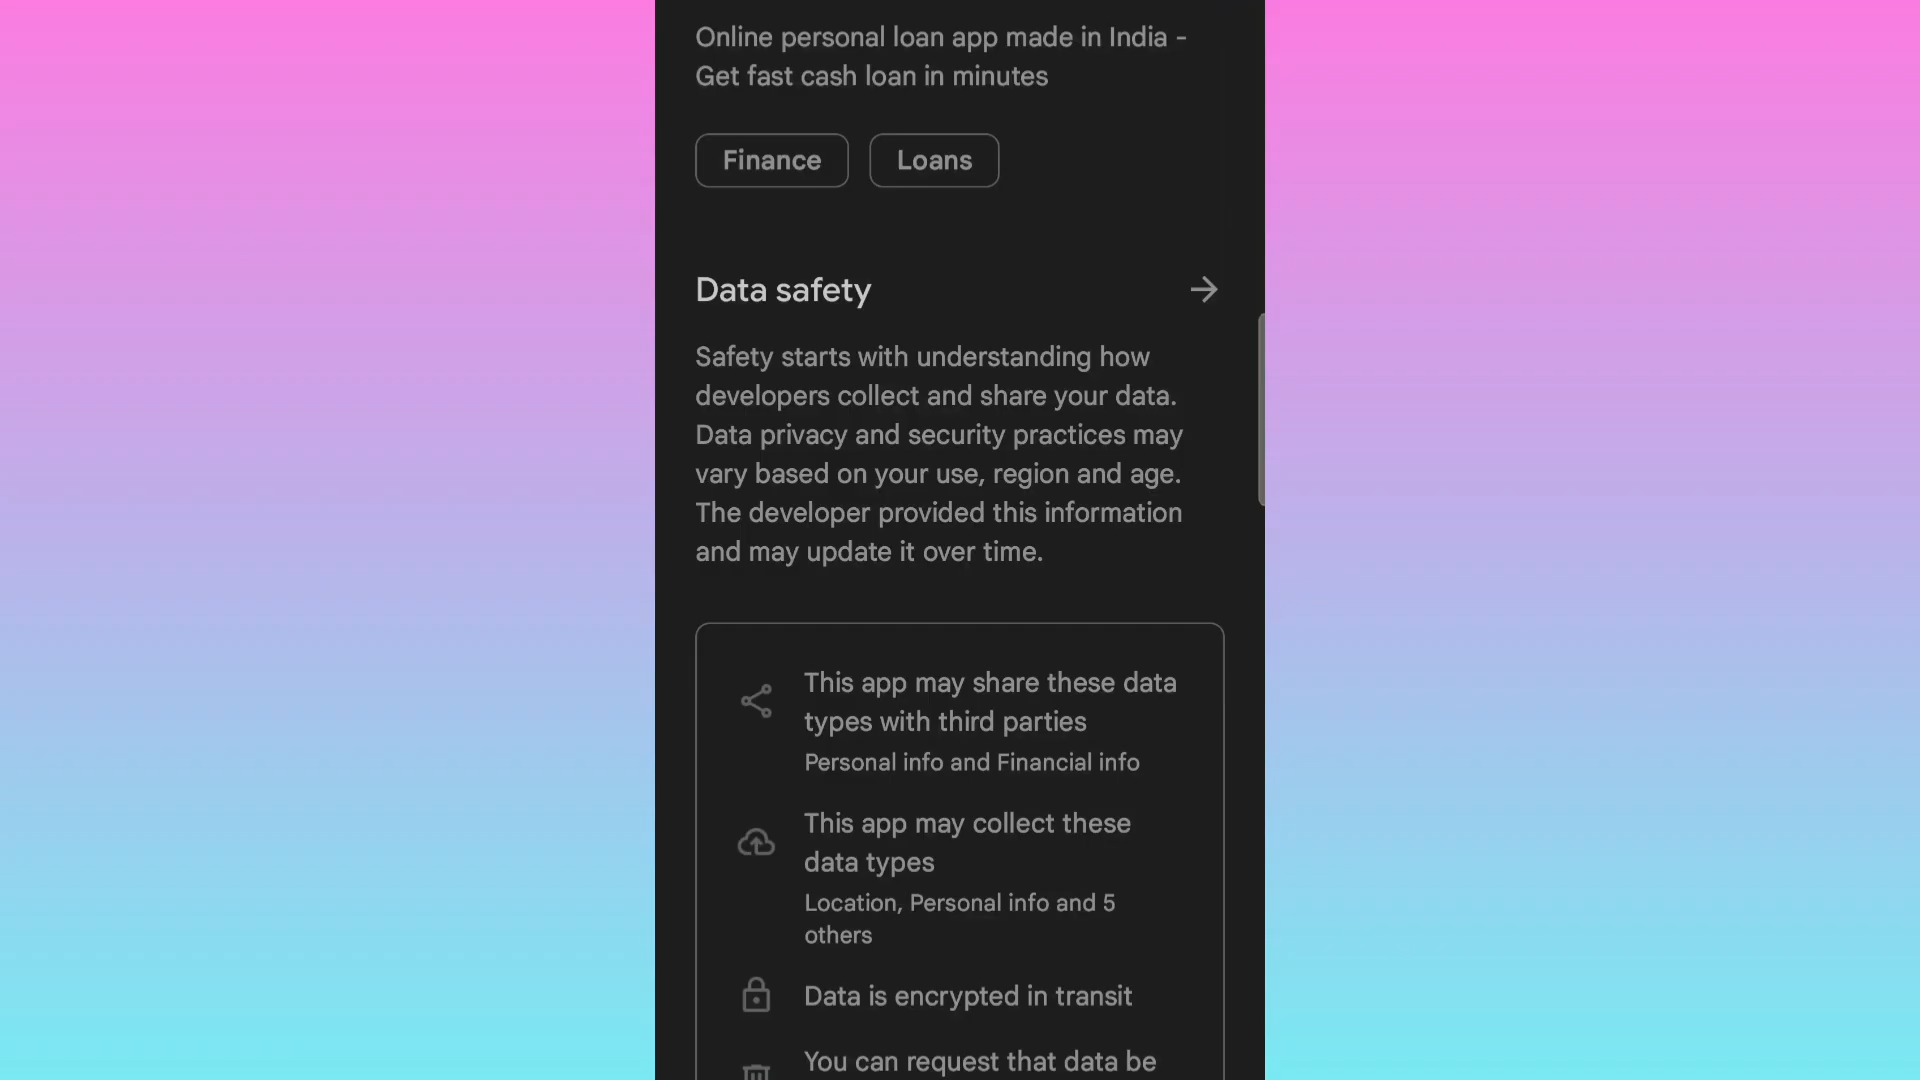 Online personal loan app made in India -
Get fast cash loan in minutes
Finance
Loans
Data safety
Safety starts with understanding how
developers collect and share your data.
Data privacy and security practices may
vary based on your use, region and age.
The developer provided this information
and may update it over time.
This app may share these data
types with third parties
Personal info and Financial info
This app may collect these
data types
Location, Personal info and 5
others
Data is encrypted in transit
You can request that data be